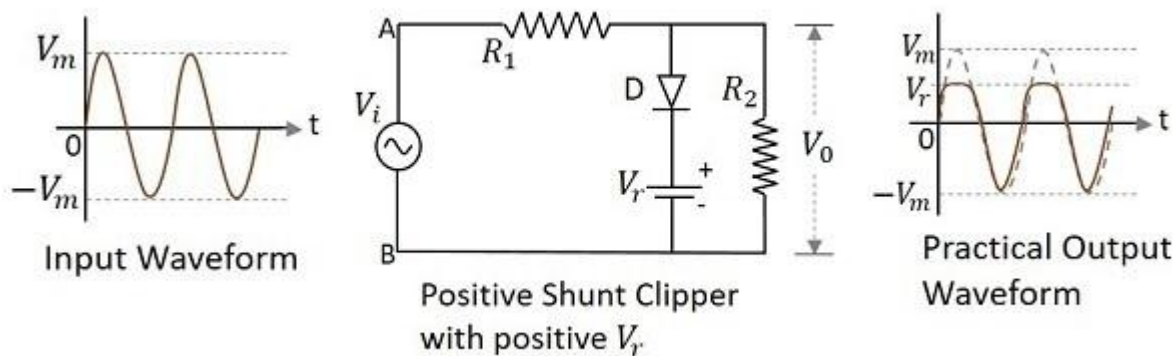 V_m
0
t
−V_m
Input Waveform
A
R_1
D
R_2
V_i
V_r
+
-
V_0
B
Positive Shunt Clipper
with positive V_r
V_m
V_r
0
t
−V_m
Practical Output
Waveform